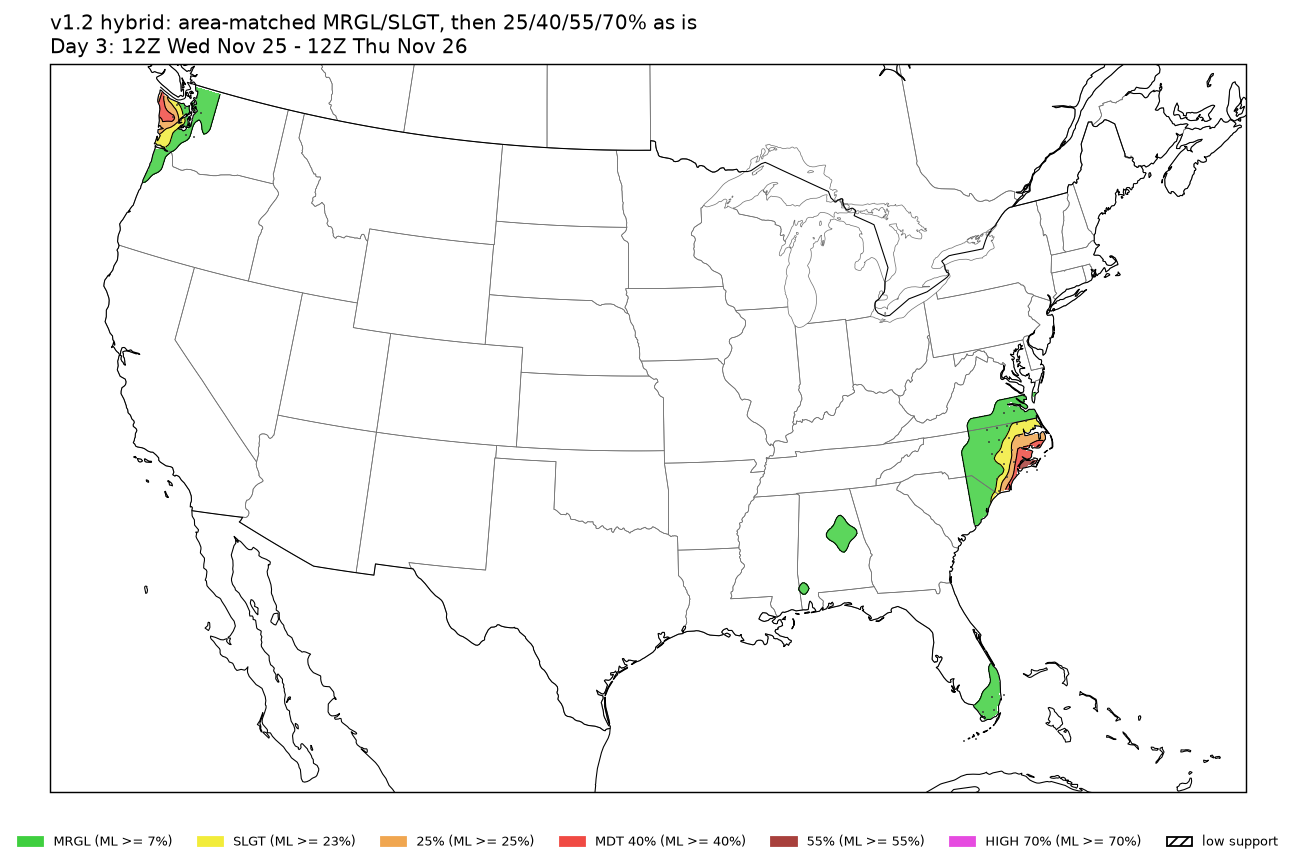 v1.2 hybrid: area-matched MRGL/SLGT, then 25/40/55/70% as is
Day 3: 12Z Wed Nov 25 - 12Z Thu Nov 26
MRGL (ML >= 7%) SLGT (ML >= 23%) 25% (ML >= 25%) MDT 40% (ML >= 40%) 55% (ML >= 55%) HIGH 70% (ML >= 70%) low support